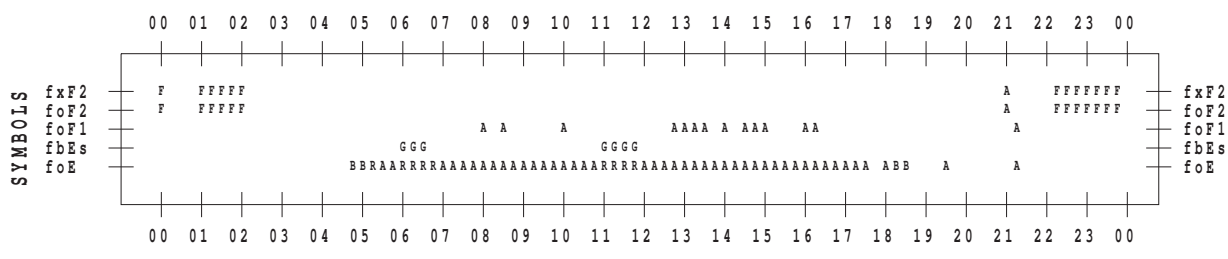 00 01 02 03 04 05 06 07 08 09 10 11 12 13 14 15 16 17 18 19 20 21 22 23 00
SYMBOLS
fxF2 F FFFFF A FFFFFFF fxF2
foF2 F FFFFF A FFFFFFF foF2
foF1 A A A AAAA A AAA AA A foF1
fbEs GGG GGGG fbEs
foE BBRAARRRRAAAAAAAAAAAAAAAARRRRAAAAAAAAAAAAAAAAAAAAAAA ABB A A foE
00 01 02 03 04 05 06 07 08 09 10 11 12 13 14 15 16 17 18 19 20 21 22 23 00